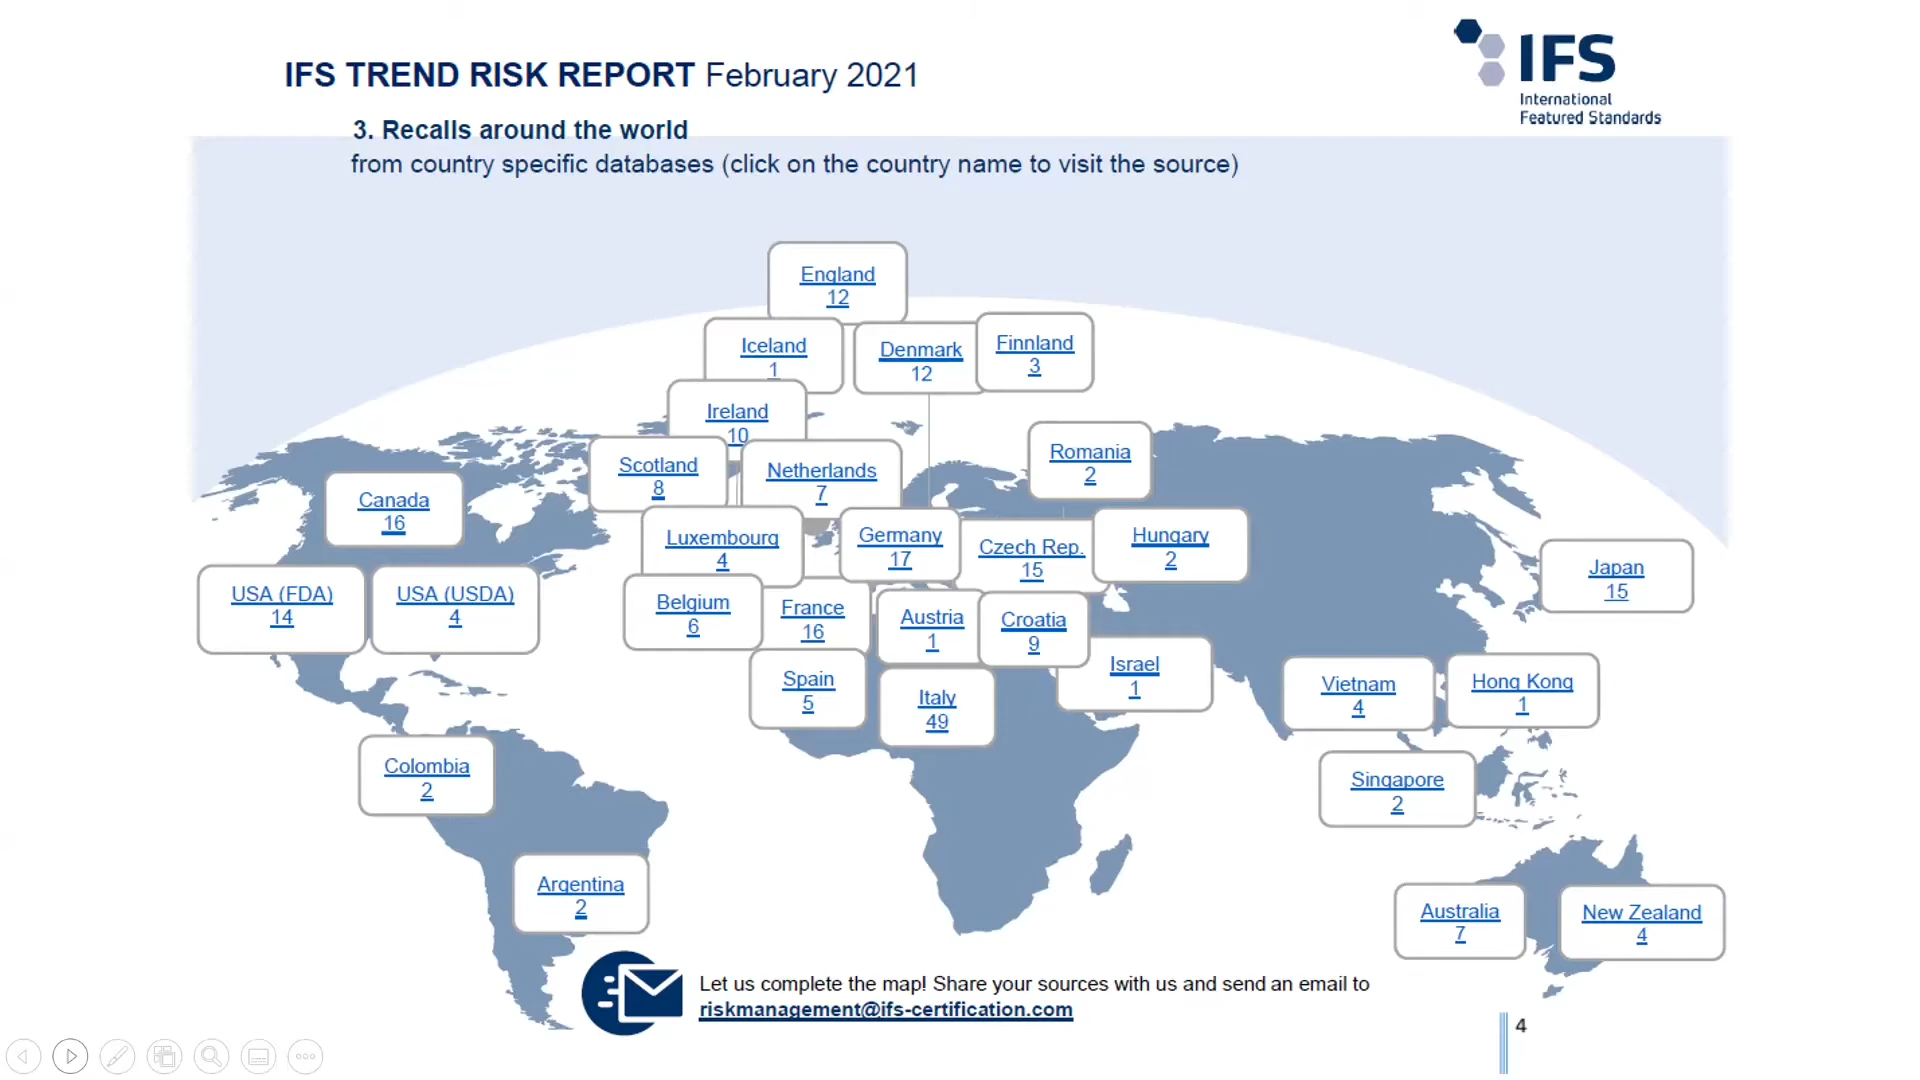 IFS TREND RISK REPORT February 2021
IFS
International
Featured Standards
3. Recalls around the world
from country specific databases (click on the country name to visit the source)
England
12
Iceland
1
Denmark
12
Finnland
3
Ireland
10
Scotland
8
Netherlands
7
Romania
2
Canada
16
Luxembourg
4
Germany
17
Czech Rep.
15
Hungary
2
Japan
15
USA (FDA)
14
USA (USDA)
4
Belgium
6
France
16
Austria
1
Croatia
9
Israel
1
Spain
5
Italy
49
Vietnam
4
Hong Kong
1
Colombia
2
Singapore
2
Argentina
2
Australia
7
New Zealand
4
Let us complete the map! Share your sources with us and send an email to
riskmanagement@ifs-certification.com
4